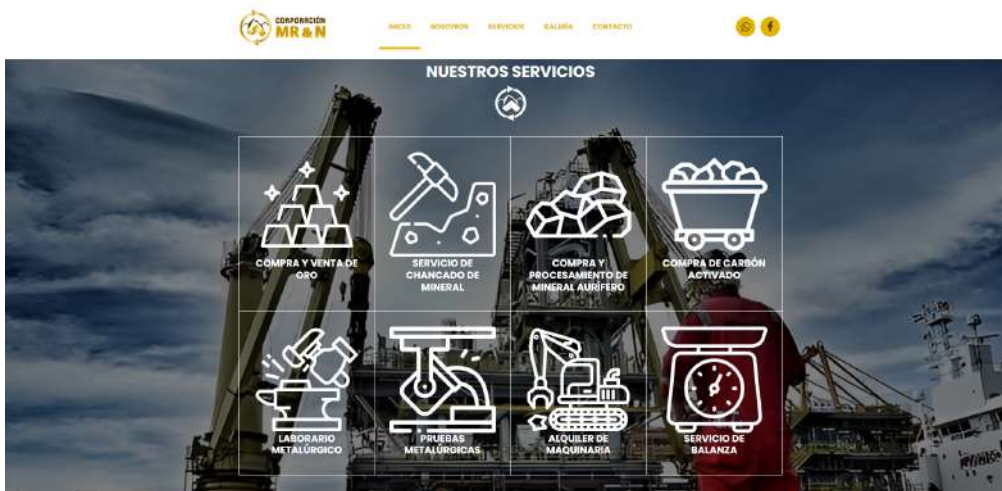 CORPORACIÓN
MR & N
INICIO NOSOTROS SERVICIOS GALERÍA CONTACTO
NUESTROS SERVICIOS
COMPRA Y VENTA DE
ORO
SERVICIO DE
CHANCADO DE
MINERAL
COMPRA Y
PROCESAMIENTO DE
MINERAL AURÍFERO
COMPRA DE CARBÓN
ACTIVADO
LABORARIO
METALÚRGICO
PRUEBAS
METALÚRGICAS
ALQUILER DE
MAQUINARIA
SERVICIO DE
BALANZA